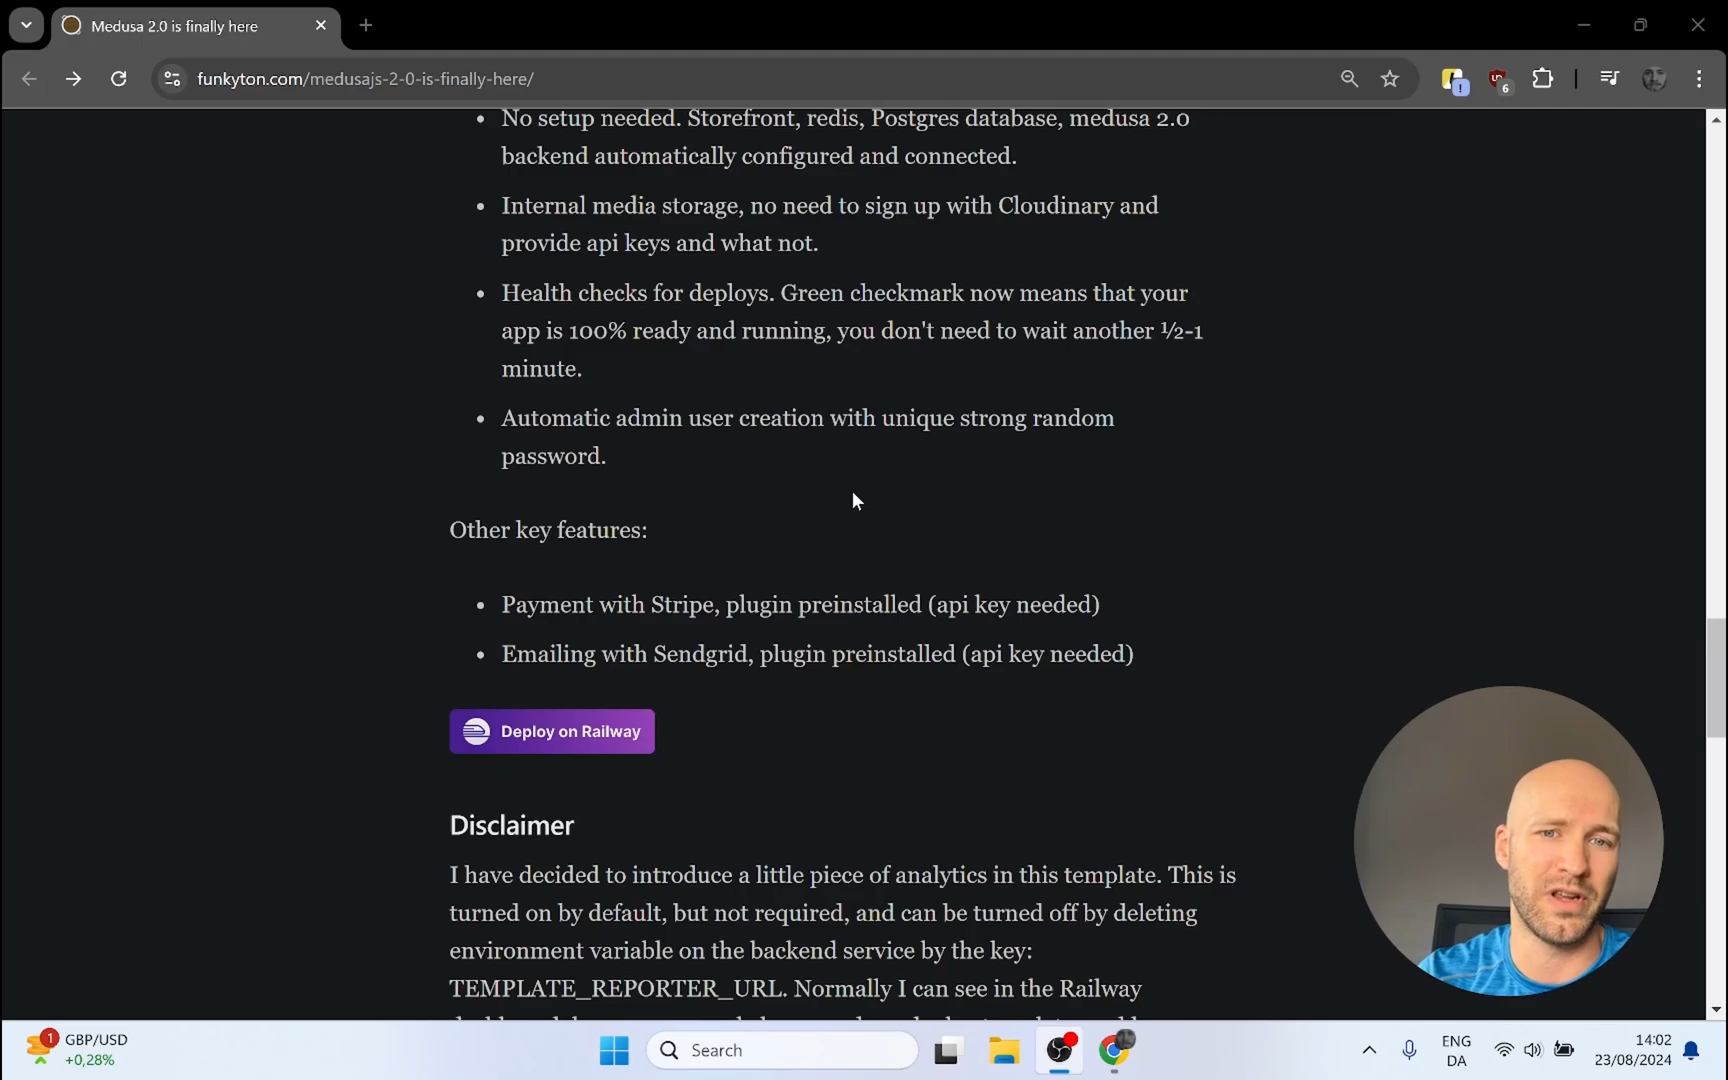 Medusa 2.0 is finally here
funkyton.com/medusajs-2-0-is-finally-here/
!
6
• No setup needed. Storefront, redis, Postgres database, medusa 2.0
backend automatically configured and connected.
• Internal media storage, no need to sign up with Cloudinary and
provide api keys and what not.
• Health checks for deploys. Green checkmark now means that your
app is 100% ready and running, you don't need to wait another ½-1
minute.
• Automatic admin user creation with unique strong random
password.
Other key features:
• Payment with Stripe, plugin preinstalled (api key needed)
• Emailing with Sendgrid, plugin preinstalled (api key needed)
Deploy on Railway
Disclaimer
I have decided to introduce a little piece of analytics in this template. This is
turned on by default, but not required, and can be turned off by deleting
environment variable on the backend service by the key:
TEMPLATE_REPORTER_URL. Normally I can see in the Railway
1
GBP/USD
+0,28%
Search
ENG
DA
14:02
23/08/2024